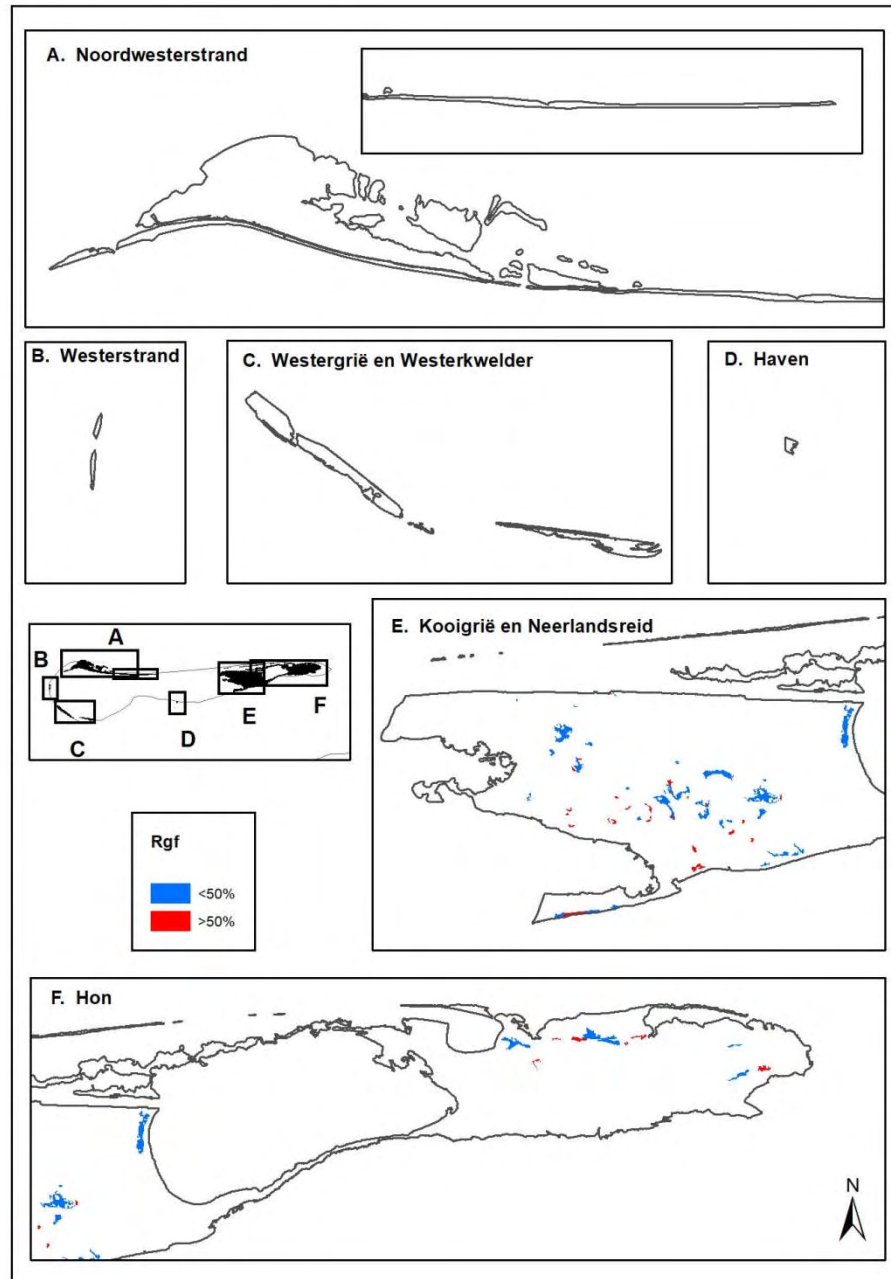 A. Noordwesterstrand
B. Westerstrand
C. Westergrië en Westerkwelder
D. Haven
A
B
C
D
E
F
E. Kooigrië en Neerlandsreid
Rgf
<50%
>50%
F. Hon
N